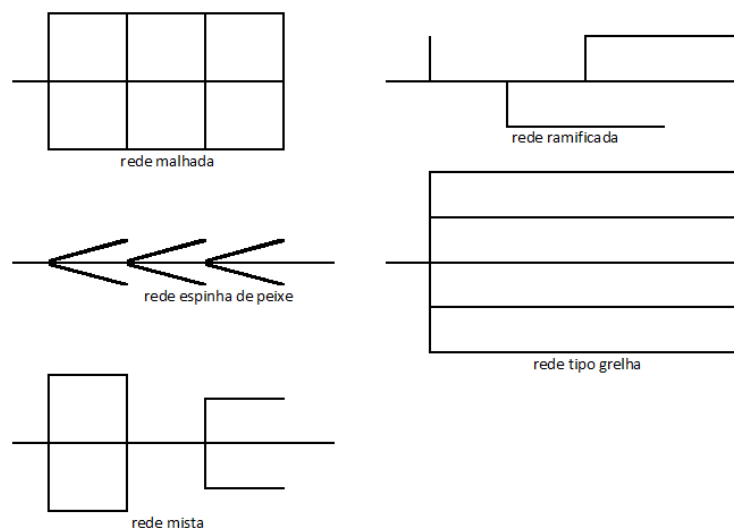 rede malhada
rede ramificada
rede espinha de peixe
rede tipo grelha
rede mista